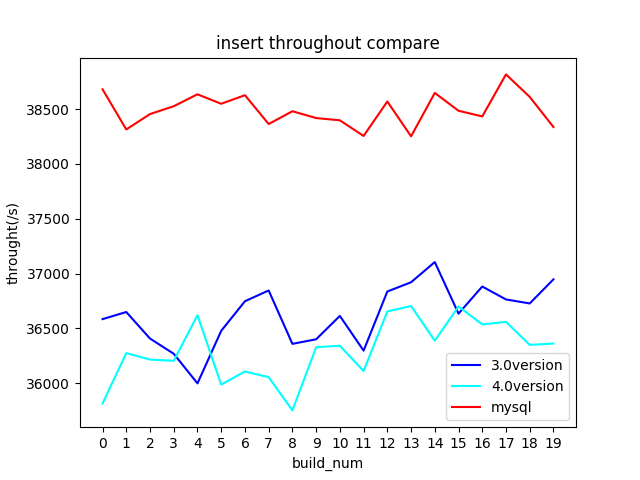 insert throughout compare
throught(/s)
38500
38000
37500
37000
36500
36000
3.0version
4.0version
mysql
0 1 2 3 4 5 6 7 8 9 10 11 12 13 14 15 16 17 18 19
build_num